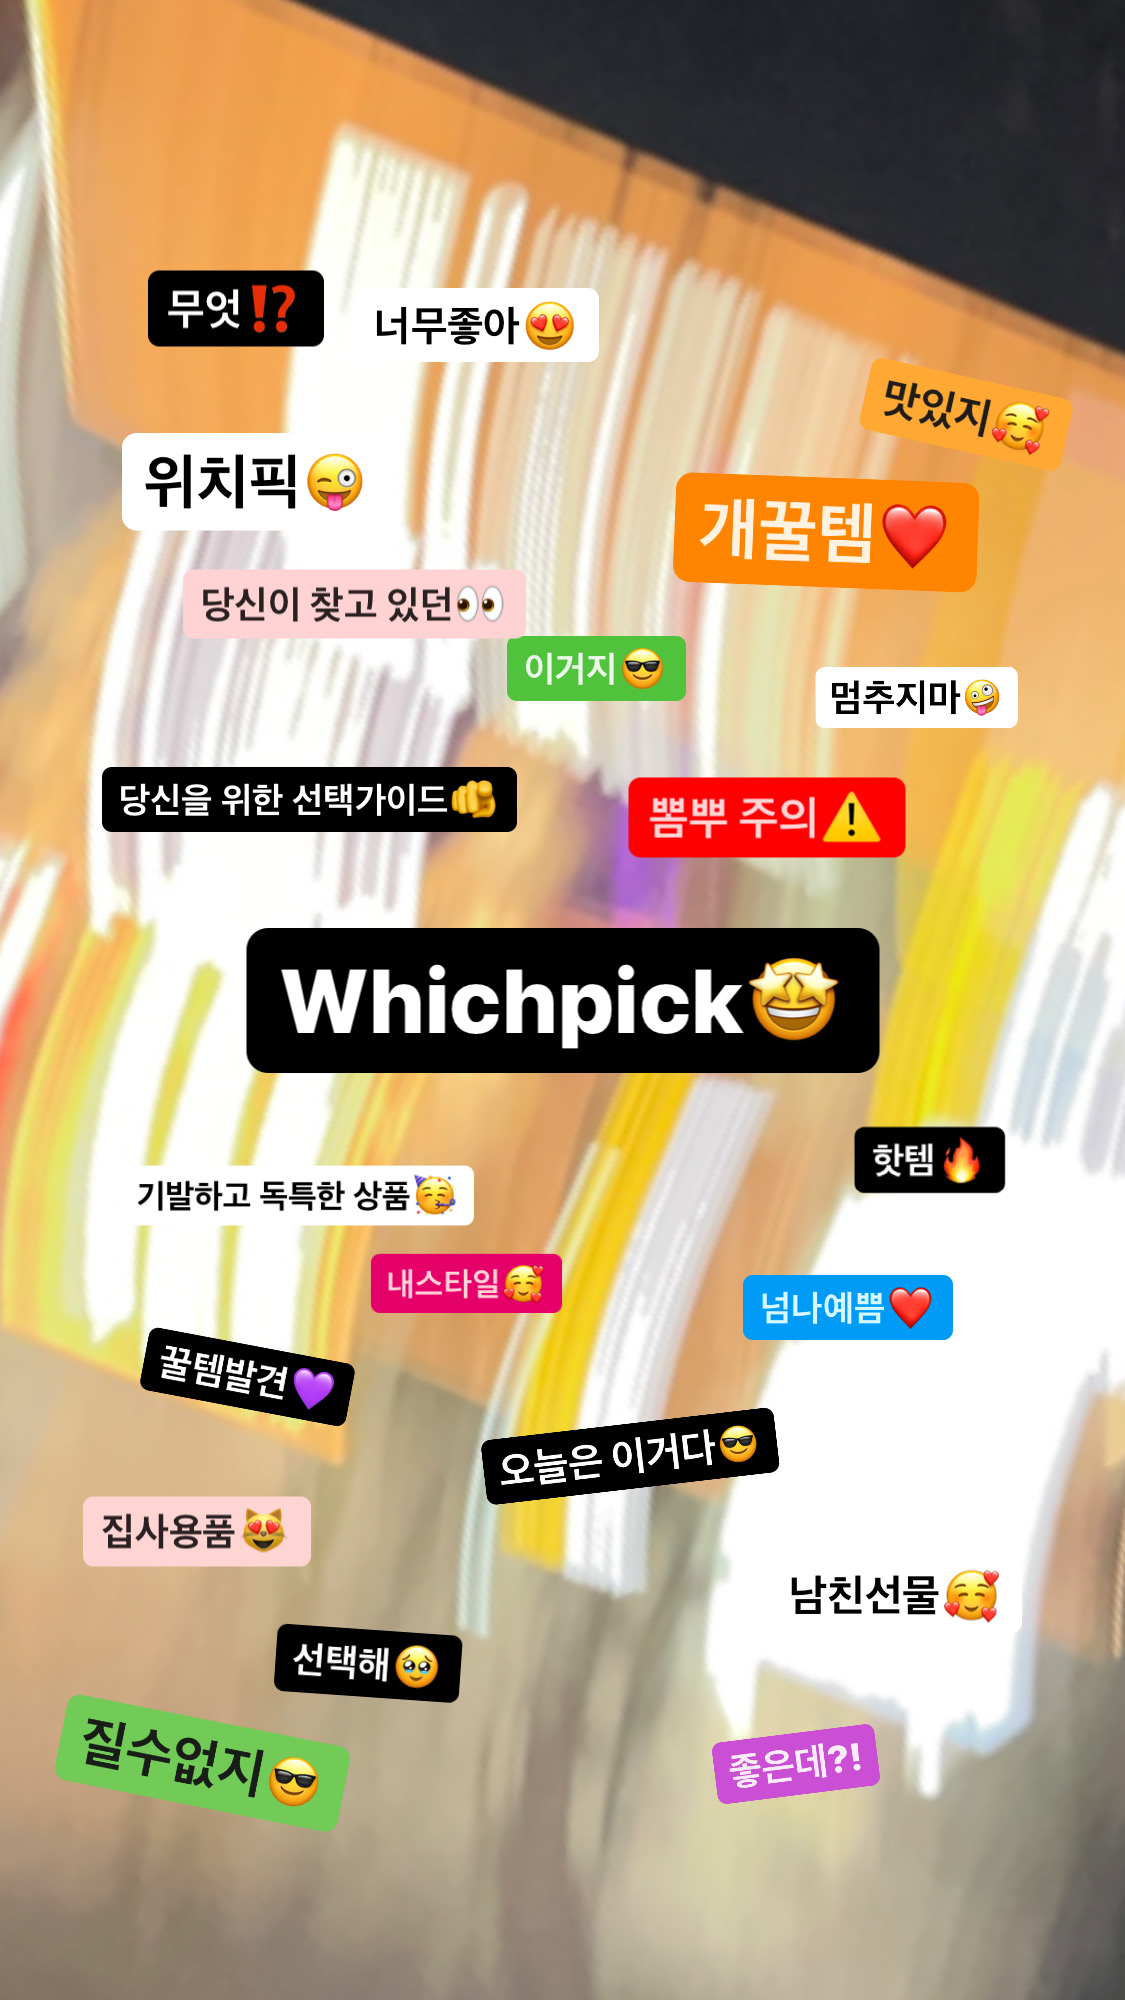 무엇⁉️
너무좋아😍
맛있지🥰
위치픽😜
개꿀템❤️
당신이 찾고 있던👀
이거지😎
멈추지마🤪
당신을 위한 선택가이드🫵
뽐뿌 주의⚠️
Whichpick🤩
핫템🔥
기발하고 독특한 상품🥳
내스타일🥰
넘나예쁨❤️
꿀템발견💜
오늘은 이거다😎
집사용품😻
남친선물🥰
선택해🥹
질수없지😎
좋은데?!